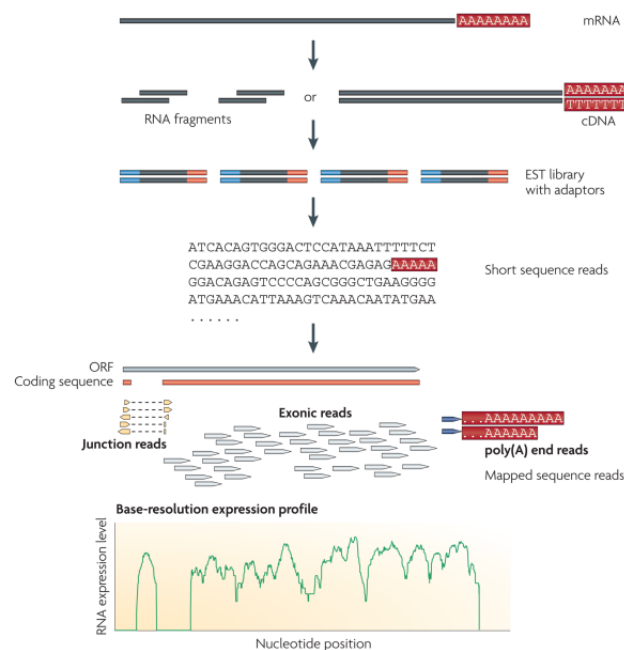 AAAAAAAA mRNA
or
AAAAAAA
TTTTTTT
RNA fragments
cDNA
EST library
with adaptors
ATCACAGTGGGACTCCATAAATTTTTCT
CGAAGGACCAGCAGAAACGAGAGAAAAA
GGACAGAGTCCCCAGCGGGCTGAAGGGG
ATGAAACATTAAAGTCAAACAATATGAA
. . . . . .
Short sequence reads
ORF
Coding sequence
Junction reads
Exonic reads
...AAAAAAAAA
...AAAAAA
poly(A) end reads
Mapped sequence reads
Base-resolution expression profile
RNA expression level
Nucleotide position